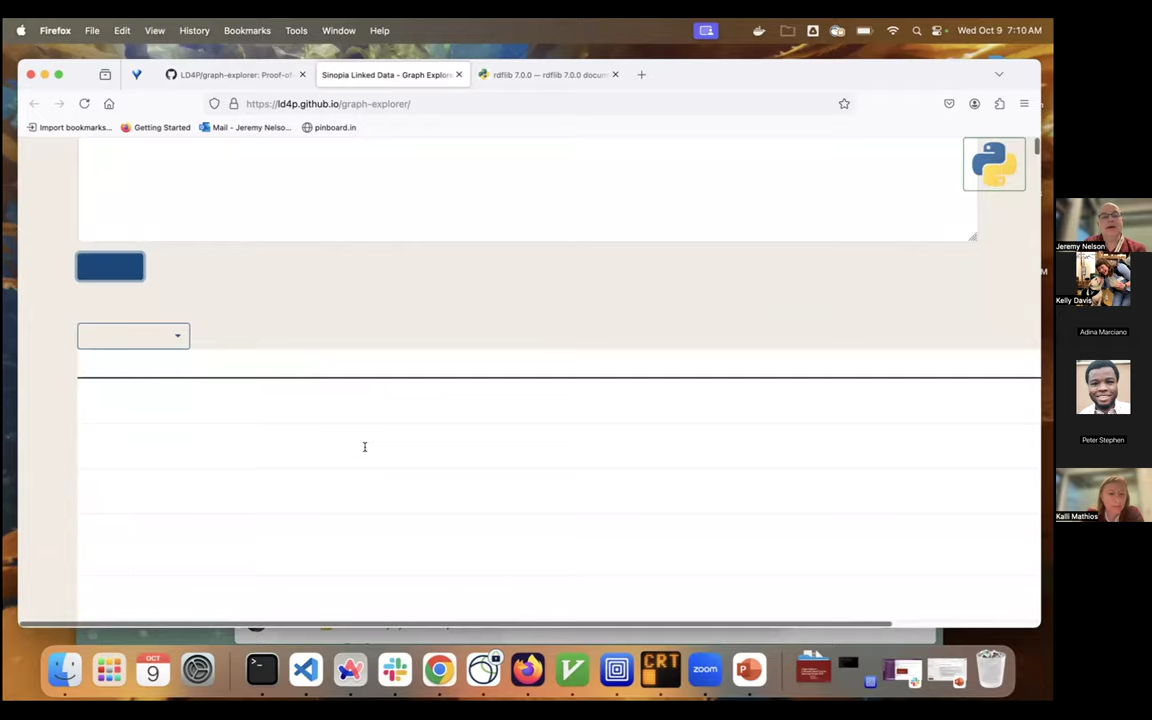 Firefox File Edit View History Bookmarks Tools Window Help Wed Oct 9 7:10 AM
LD4P/graph-explorer: Proof-of Sinopia Linked Data - Graph Explor rdflib 7.0.0 — rdflib 7.0.0 docum
https://ld4p.github.io/graph-explorer/
Import bookmarks... Getting Started Mail - Jeremy Nelso... pinboard.in
Jeremy Nelson
Kelly Davis
Adina Marciano
Peter Stephen
Kalli Mathios
OCT
9
CRT
zoom